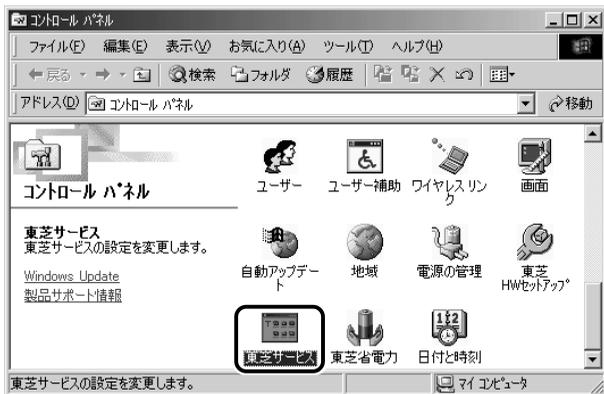 コントロール パネル
ファイル(F) 編集(E) 表示(V) お気に入り(A) ツール(T) ヘルプ(H)
戻る 検索 フォルダ 履歴
アドレス(D) コントロール パネル 移動
コントロール パネル
東芝サービス
東芝サービスの設定を変更します。
Windows Update
製品サポート情報
ユーザー ユーザー補助 ワイヤレス リン
ク
画面
自動アップデー
ト
地域 電源の管理 東芝
HWセットアップ
東芝サービス 東芝省電力 日付と時刻
東芝サービスの設定を変更します。 マイ コンピュータ